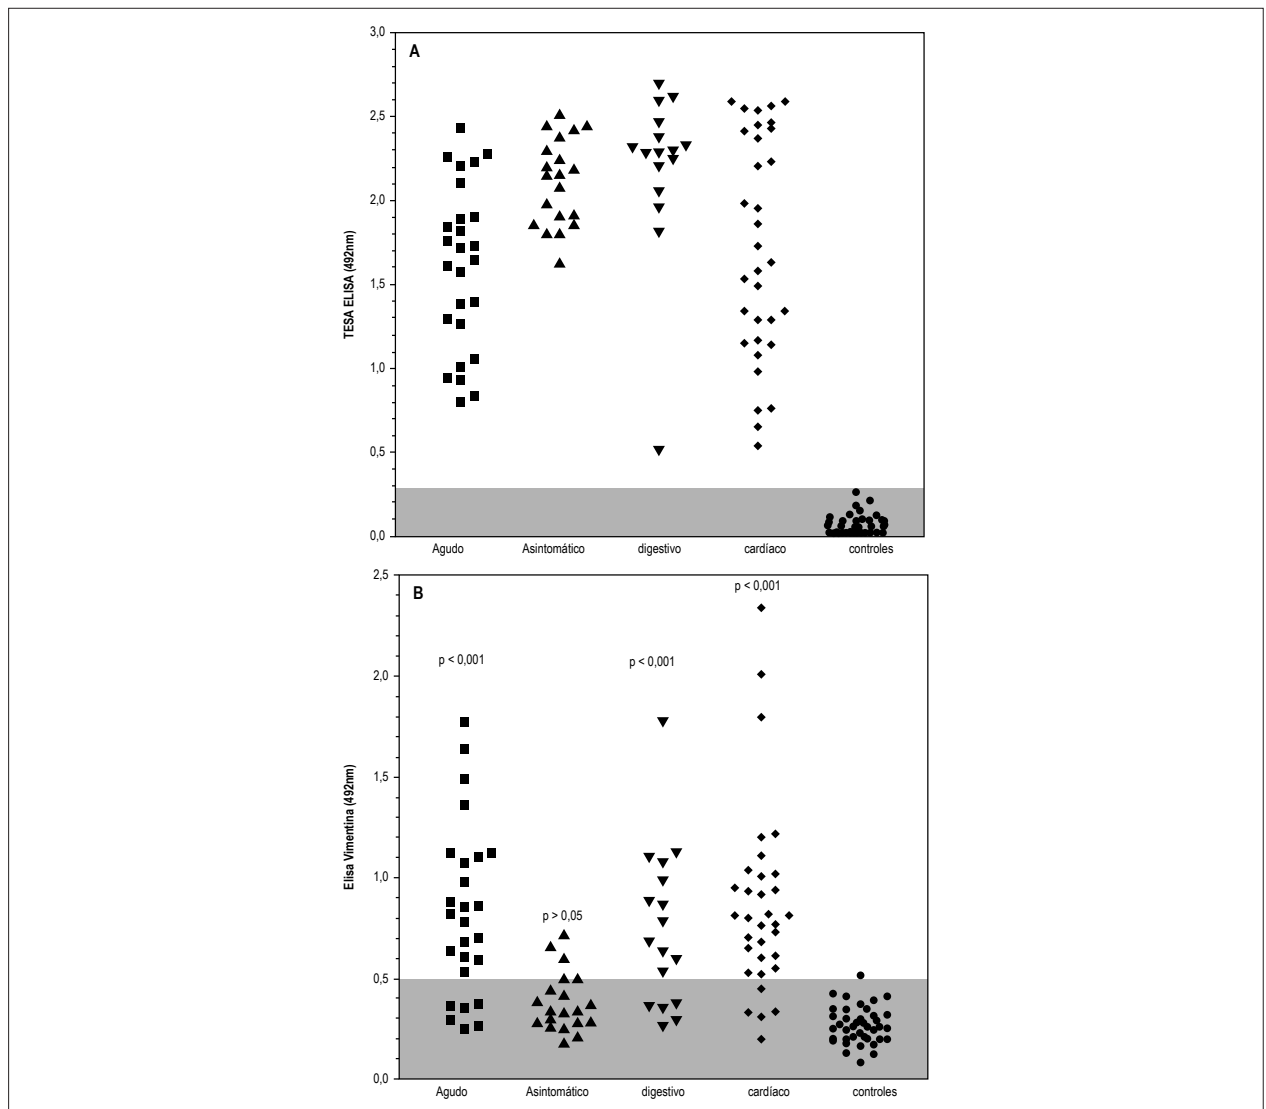 A
3,0
2,5
2,0
1,5
1,0
0,5
0,0
TESA ELISA (492nm)
Agudo Asintomático digestivo cardíaco controles
B
2,5
2,0
1,5
1,0
0,5
0,0
Elisa Vimentina (492nm)
p < 0,001
p > 0,05
p < 0,001
p < 0,001
Agudo Asintomático digestivo cardíaco controles